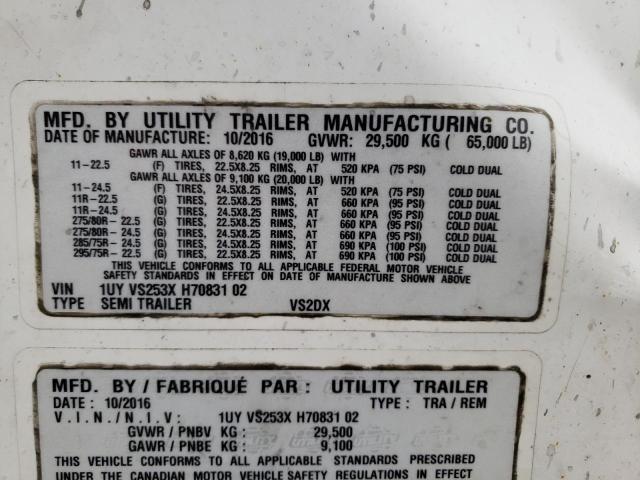 MFD. BY UTILITY TRAILER MANUFACTURING CO.
DATE OF MANUFACTURE: 10/2016 GVWR: 29,500 KG ( 65,000 LB)
GAWR ALL AXLES OF 8,620 KG (19,000 LB) WITH
11-22.5 (F) TIRES, 22.5X8.25 RIMS, AT 520 KPA (75 PSI) COLD DUAL
GAWR ALL AXLES OF 9,100 KG (20,000 LB) WITH
11-24.5 (F) TIRES, 24.5X8.25 RIMS, AT 520 KPA (75 PSI) COLD DUAL
11R-22.5 (G) TIRES, 22.5X8.25 RIMS, AT 660 KPA (95 PSI) COLD DUAL
11R-24.5 (G) TIRES, 24.5X8.25 RIMS, AT 660 KPA (95 PSI) COLD DUAL
275/80R-22.5 (G) TIRES, 22.5X8.25 RIMS, AT 660 KPA (95 PSI) COLD DUAL
275/80R-24.5 (G) TIRES, 24.5X8.25 RIMS, AT 660 KPA (95 PSI) COLD DUAL
285/75R-24.5 (G) TIRES, 24.5X8.25 RIMS, AT 690 KPA (100 PSI) COLD DUAL
295/75R-22.5 (G) TIRES, 22.5X8.25 RIMS, AT 690 KPA (100 PSI) COLD DUAL
THIS VEHICLE CONFORMS TO ALL APPLICABLE FEDERAL MOTOR VEHICLE
SAFETY STANDARDS IN EFFECT ON DATE OF MANUFACTURE SHOWN ABOVE
VIN 1UY VS253X H70831 02
TYPE SEMI TRAILER VS2DX
MFD. BY / FABRIQUÉ PAR: UTILITY TRAILER
DATE : 10/2016 TYPE : TRA / REM
V.I.N./N.I.V: 1UY VS253X H70831 02
GVWR / PNBV KG : 29,500
GAWR / PNBE KG : 9,100
THIS VEHICLE CONFORMS TO ALL APPLICABLE STANDARDS PRESCRIBED
UNDER THE CANADIAN MOTOR VEHICLE SAFETY REGULATIONS IN EFFECT